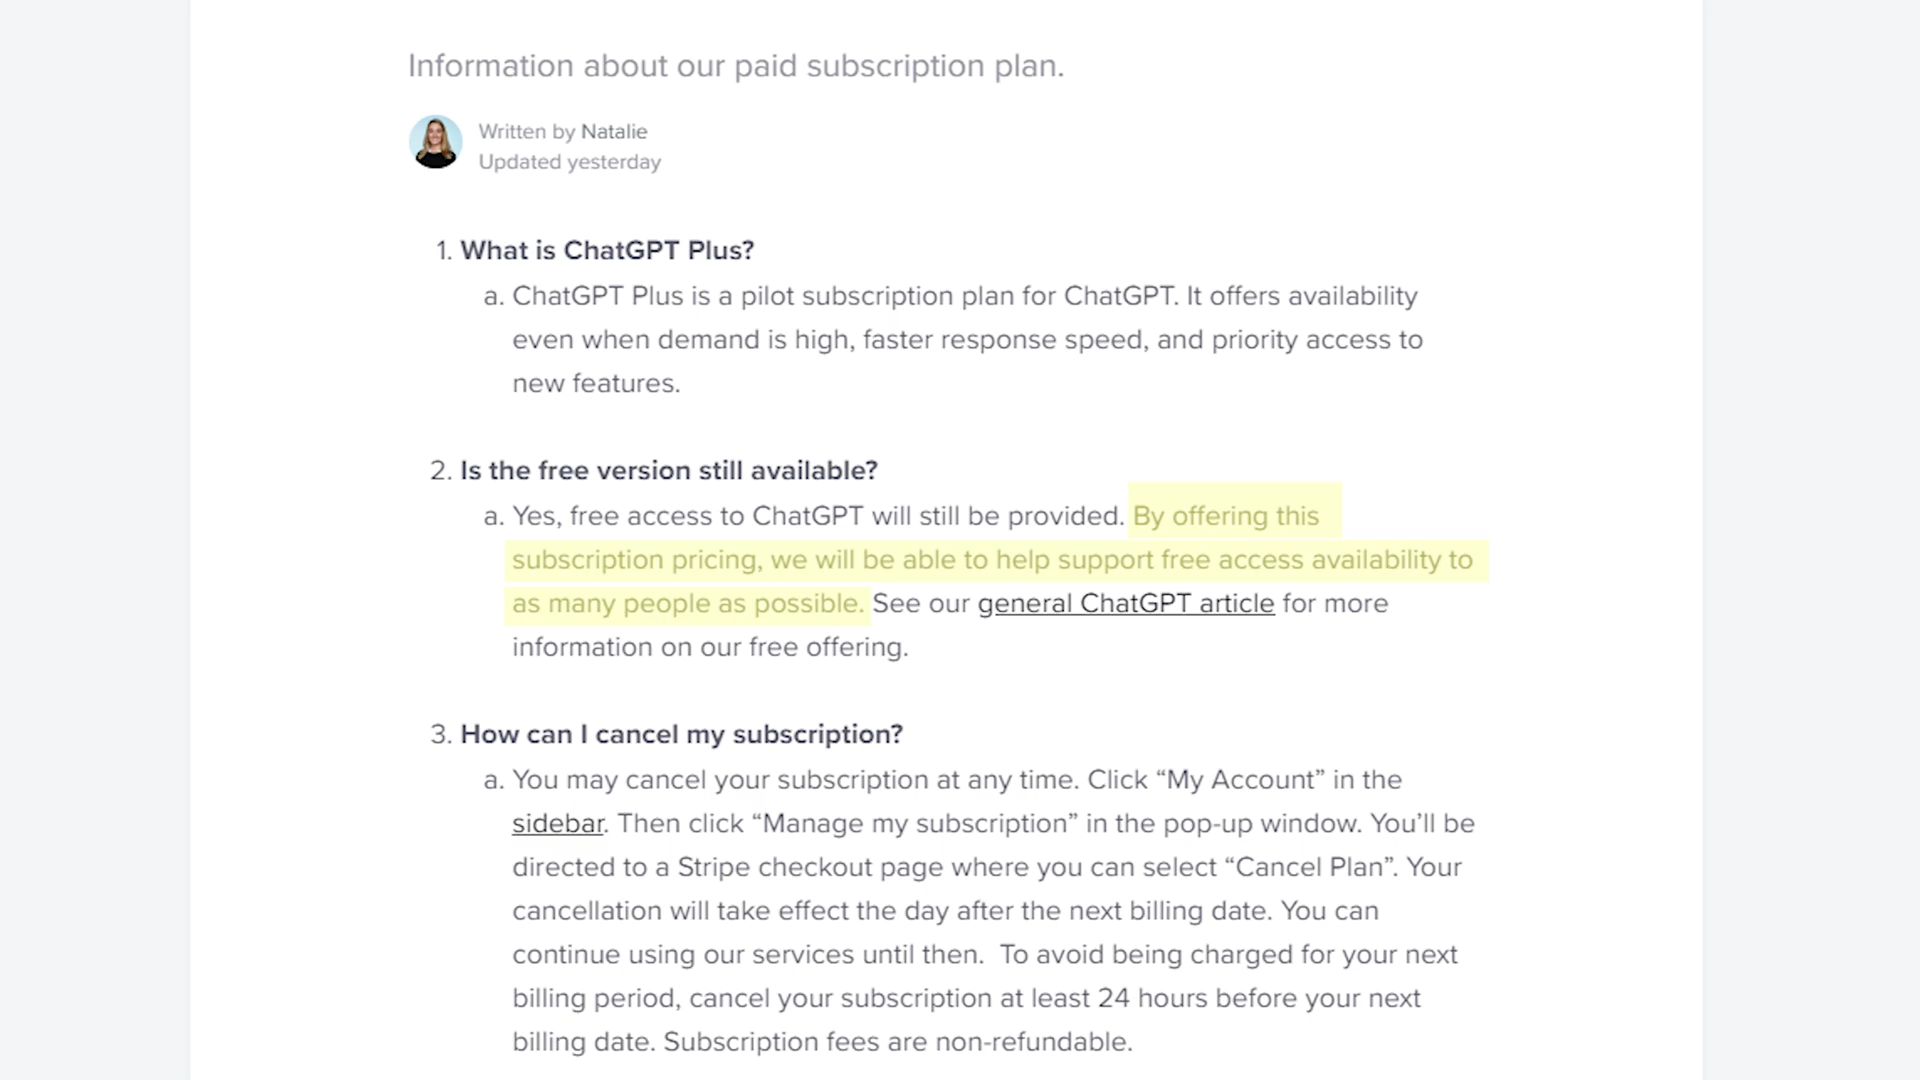 Information about our paid subscription plan.
Written by Natalie
Updated yesterday
1. What is ChatGPT Plus?
a. ChatGPT Plus is a pilot subscription plan for ChatGPT. It offers availability
even when demand is high, faster response speed, and priority access to
new features.
2. Is the free version still available?
a. Yes, free access to ChatGPT will still be provided. By offering this
subscription pricing, we will be able to help support free access availability to
as many people as possible. See our general ChatGPT article for more
information on our free offering.
3. How can I cancel my subscription?
a. You may cancel your subscription at any time. Click “My Account” in the
sidebar. Then click “Manage my subscription” in the pop-up window. You’ll be
directed to a Stripe checkout page where you can select “Cancel Plan”. Your
cancellation will take effect the day after the next billing date. You can
continue using our services until then.  To avoid being charged for your next
billing period, cancel your subscription at least 24 hours before your next
billing date. Subscription fees are non-refundable.